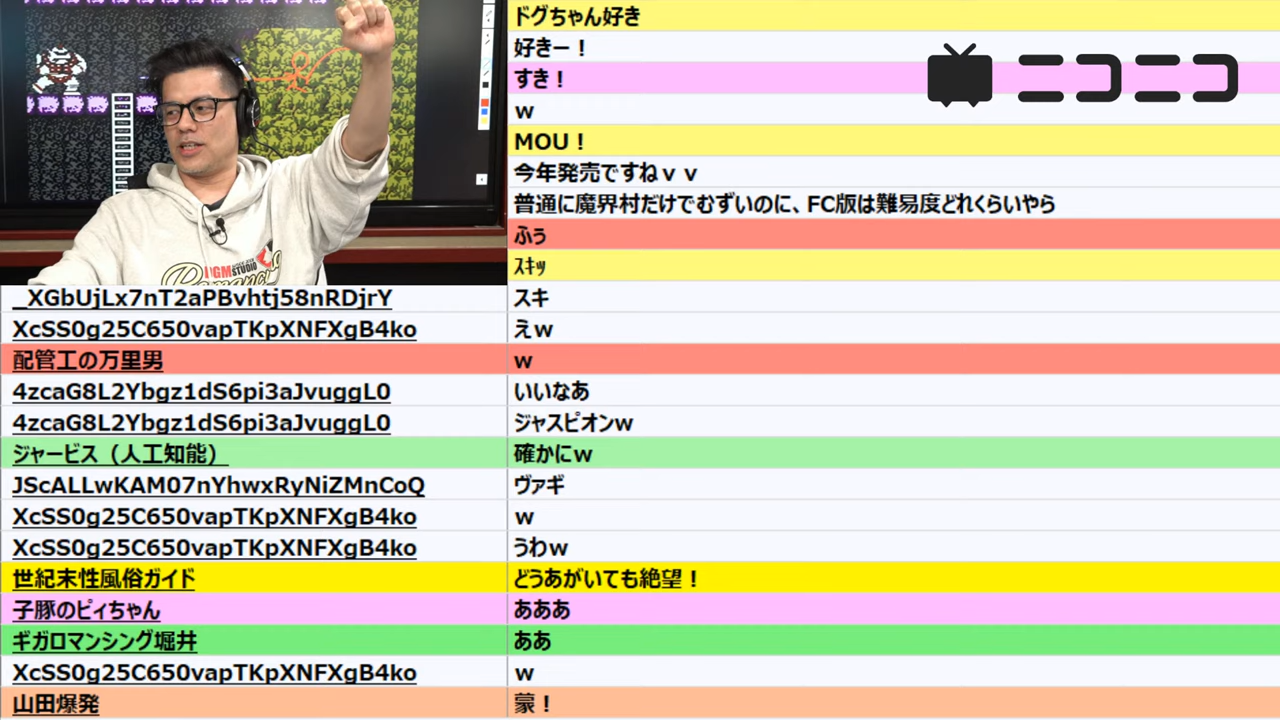 ドグちゃん好き
好きー！
すき！
ニコニコ
w
MOU！
今年発売ですねｖｖ
普通に魔界村だけでむずいのに、FC版は難易度どれくらいやら
ふぅ
ｽｷｯ
GM STUDIO
_XGbUjLx7nT2aPBvhtj58nRDjrY スキ
XcSS0g25C650vapTKpXNFXgB4ko えw
配管工の万里男 w
4zcaG8L2Ybgz1dS6pi3aJvuggL0 いいなあ
4zcaG8L2Ybgz1dS6pi3aJvuggL0 ジャスピオンw
ジャービス（人工知能） 確かにw
JScALLwKAM07nYhwxRyNiZMnCoQ ヴァギ
XcSS0g25C650vapTKpXNFXgB4ko w
XcSS0g25C650vapTKpXNFXgB4ko うわw
世紀末性風俗ガイド どうあがいても絶望！
子豚のピィちゃん あああ
ギガロマンシング堀井 ああ
XcSS0g25C650vapTKpXNFXgB4ko w
山田爆発 蒙！